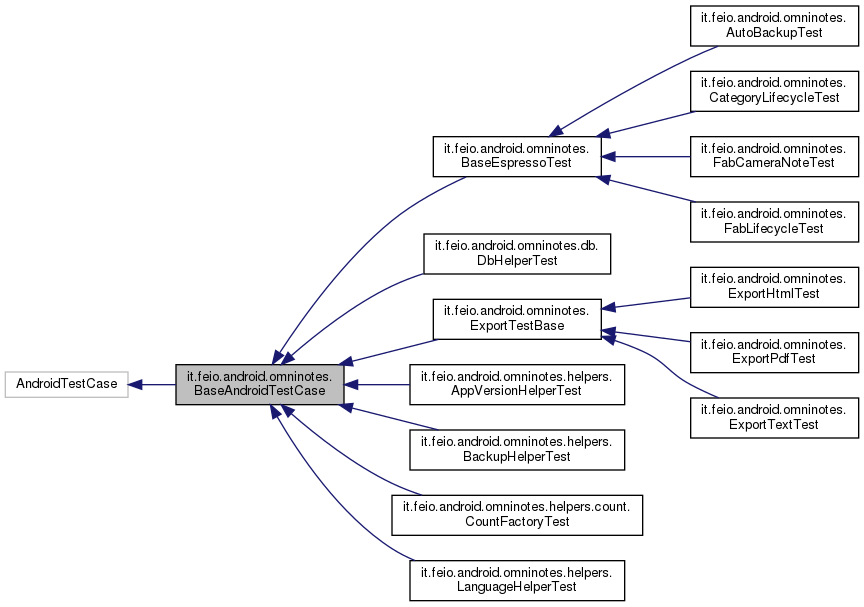 it.feio.android.omninotes.
AutoBackupTest
it.feio.android.omninotes.
CategoryLifecycleTest
it.feio.android.omninotes.
BaseEspressoTest
it.feio.android.omninotes.
FabCameraNoteTest
it.feio.android.omninotes.
FabLifecycleTest
it.feio.android.omninotes.db.
DbHelperTest
it.feio.android.omninotes.
ExportHtmlTest
it.feio.android.omninotes.
ExportTestBase
it.feio.android.omninotes.
ExportPdfTest
AndroidTestCase
it.feio.android.omninotes.
BaseAndroidTestCase
it.feio.android.omninotes.helpers.
AppVersionHelperTest
it.feio.android.omninotes.
ExportTextTest
it.feio.android.omninotes.helpers.
BackupHelperTest
it.feio.android.omninotes.helpers.count.
CountFactoryTest
it.feio.android.omninotes.helpers.
LanguageHelperTest